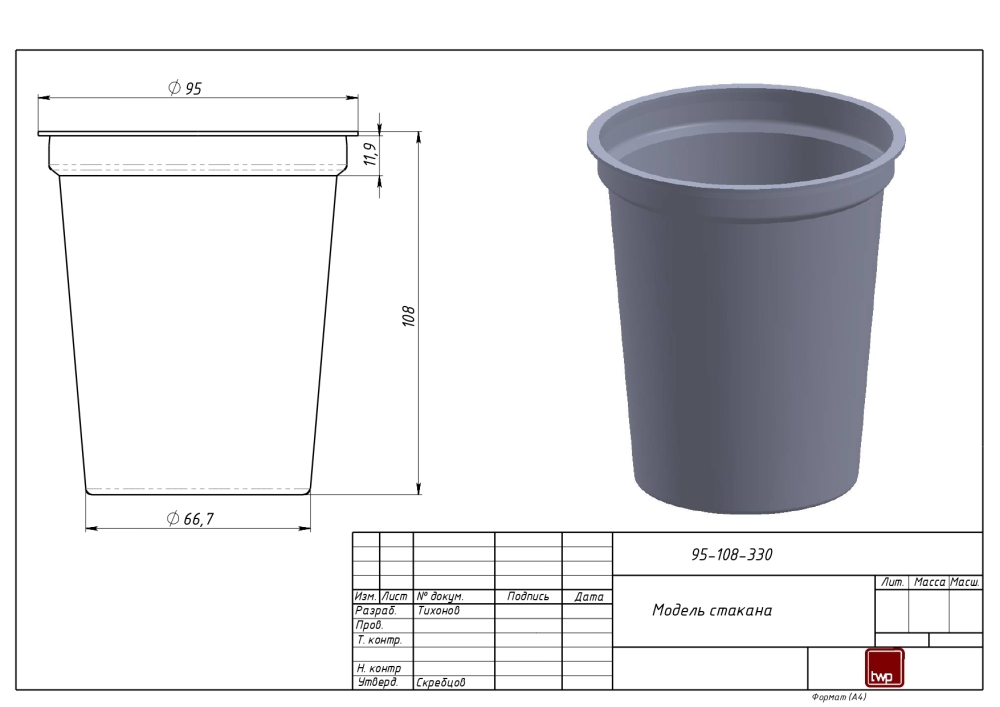 ∅ 95
11,9
108
∅ 66,7
95-108-330
Лит. Масса Масш.
Изм. Лист № докум. Подпись Дата
Разраб. Тихонов
Модель стакана
Пров.
Т. контр.
Н. контр
Утверд. Скребцов
twp
Формат (А4)